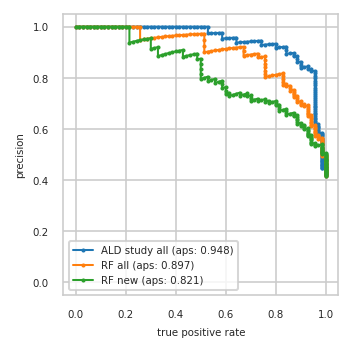 1.0
0.8
0.6
0.4
0.2
0.0
precision
ALD study all (aps: 0.948)
RF all (aps: 0.897)
RF new (aps: 0.821)
0.0 0.2 0.4 0.6 0.8 1.0
true positive rate